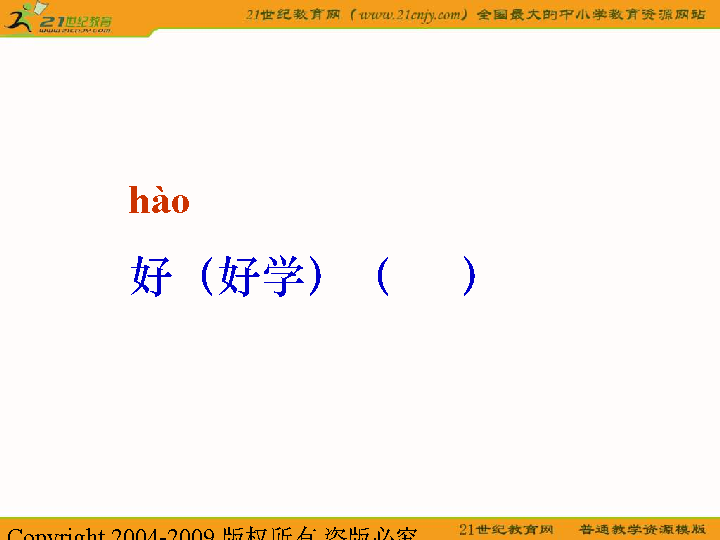 21世纪教育
www.21cnjy.com
21世纪教育网（www.21cnjy.com）全国最大的中小学教育资源网站
hào
好（好学）（ ）
21世纪教育网 普通教学资源模版
Copyright 2004-2009 版权所有 盗版必究